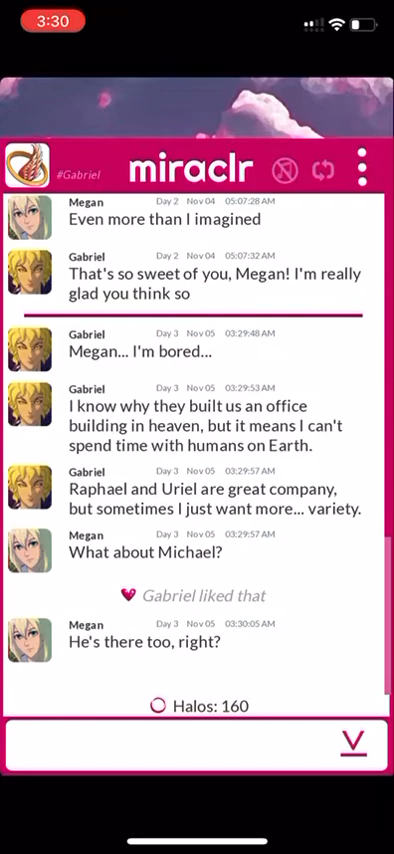 3:30
#Gabriel
miraclr
Megan Day 2 Nov 04 05:07:28 AM
Even more than I imagined
Gabriel Day 2 Nov 04 05:07:32 AM
That's so sweet of you, Megan! I'm really
glad you think so
Gabriel Day 3 Nov 05 03:29:48 AM
Megan... I'm bored...
Gabriel Day 3 Nov 05 03:29:53 AM
I know why they built us an office
building in heaven, but it means I can't
spend time with humans on Earth.
Gabriel Day 3 Nov 05 03:29:57 AM
Raphael and Uriel are great company,
but sometimes I just want more... variety.
Megan Day 3 Nov 05 03:29:57 AM
What about Michael?
Gabriel liked that
Megan Day 3 Nov 05 03:30:05 AM
He's there too, right?
Halos: 160